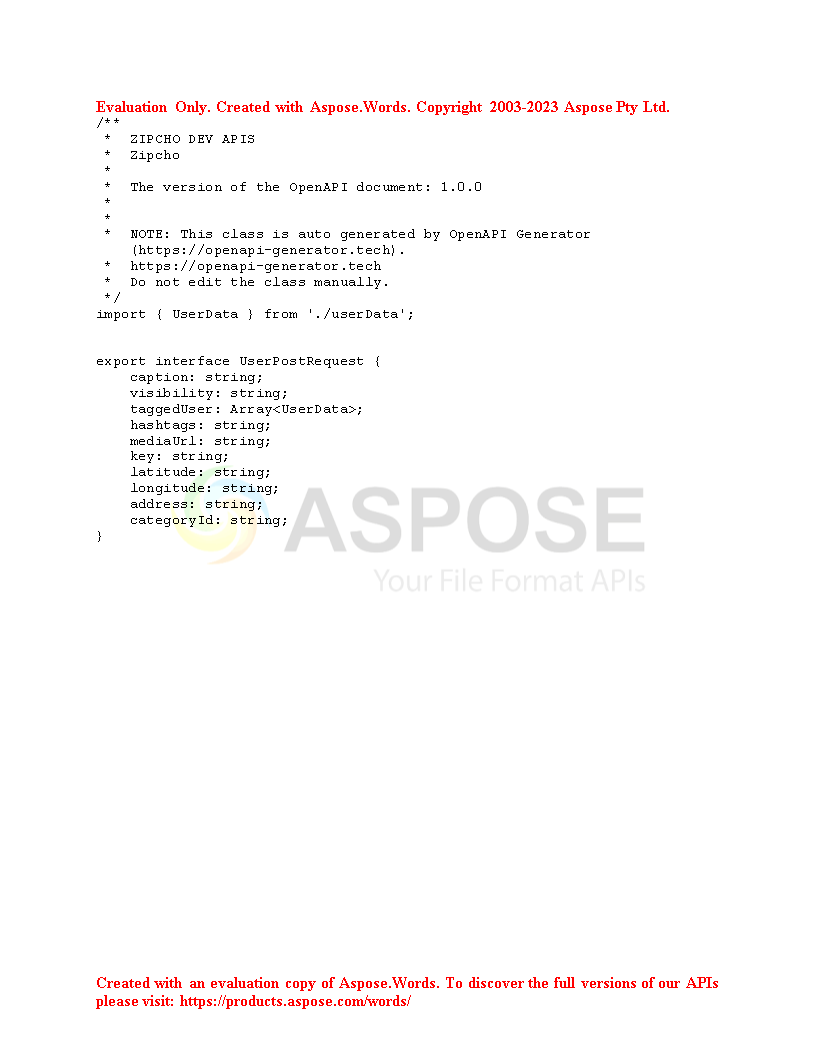 Evaluation Only. Created with Aspose.Words. Copyright 2003-2023 Aspose Pty Ltd.
/**
 *  ZIPCHO DEV APIS
 *  Zipcho
 *
 *  The version of the OpenAPI document: 1.0.0
 *
 *
 *  NOTE: This class is auto generated by OpenAPI Generator
    (https://openapi-generator.tech).
 *  https://openapi-generator.tech
 *  Do not edit the class manually.
 */
import { UserData } from './userData';
export interface UserPostRequest {
    caption: string;
    visibility: string;
    taggedUser: Array<UserData>;
    hashtags: string;
    mediaUrl: string;
    key: string;
    latitude: string;
    longitude: string;
    address: string;
    categoryId: string;
}
ASPOSE
Your File Format APIs
Created with an evaluation copy of Aspose.Words. To discover the full versions of our APIs
please visit: https://products.aspose.com/words/